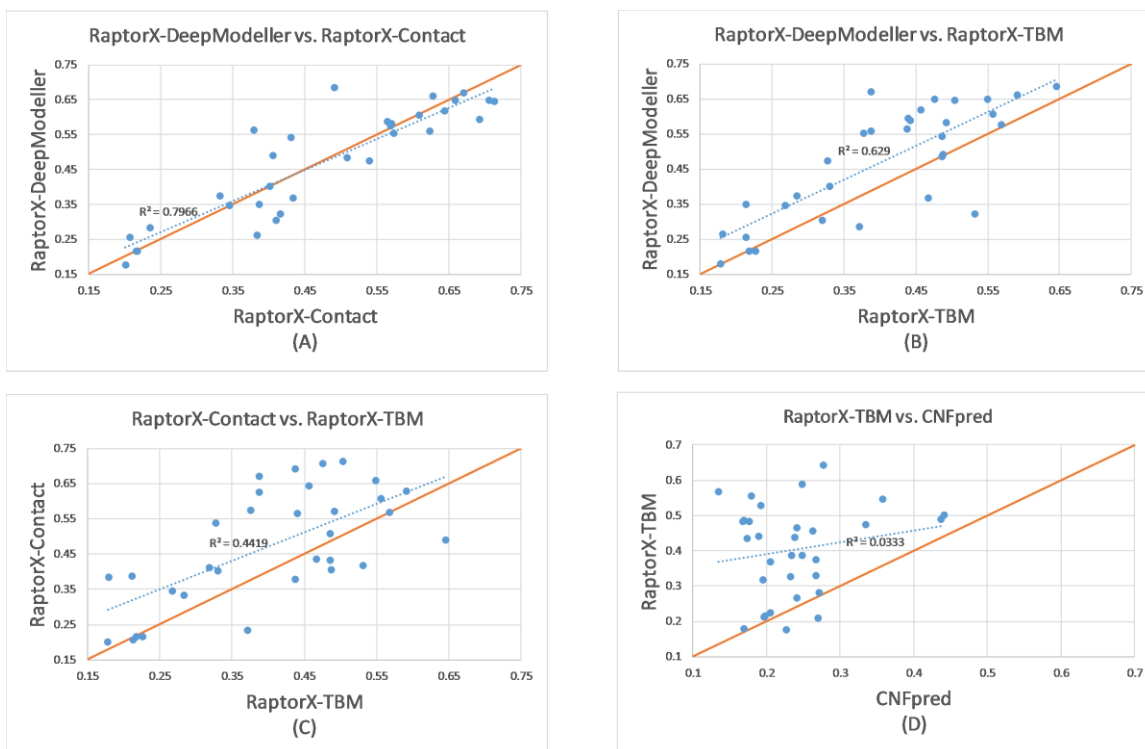 RaptorX-DeepModeller vs. RaptorX-Contact
RaptorX-DeepModeller
0.75
0.65
0.55
0.45
0.35
0.25
0.15
R² = 0.7966
0.15 0.25 0.35 0.45 0.55 0.65 0.75
RaptorX-Contact
(A)
RaptorX-DeepModeller vs. RaptorX-TBM
RaptorX-DeepModeller
0.75
0.65
0.55
0.45
0.35
0.25
0.15
R² = 0.629
0.15 0.25 0.35 0.45 0.55 0.65 0.75
RaptorX-TBM
(B)
RaptorX-Contact vs. RaptorX-TBM
RaptorX-Contact
0.75
0.65
0.55
0.45
0.35
0.25
0.15
R² = 0.4419
0.15 0.25 0.35 0.45 0.55 0.65 0.75
RaptorX-TBM
(C)
RaptorX-TBM vs. CNFpred
RaptorX-TBM
0.7
0.6
0.5
0.4
0.3
0.2
0.1
R² = 0.0333
0.1 0.2 0.3 0.4 0.5 0.6 0.7
CNFpred
(D)